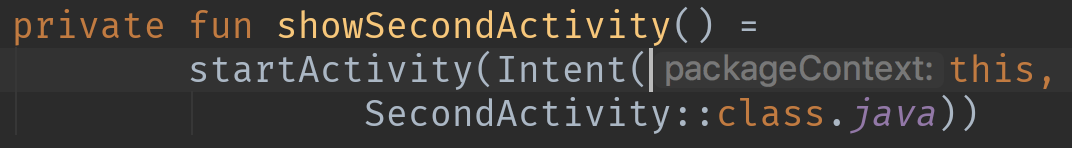 private fun showSecondActivity() =
startActivity(Intent( packageContext: this,
SecondActivity::class.java))